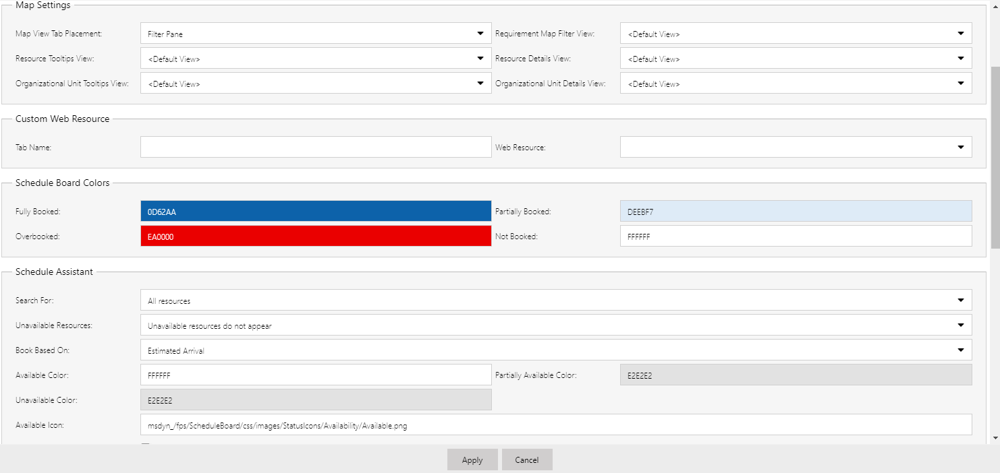 Map Settings
Map View Tab Placement: Filter Pane Requirement Map Filter View: <Default View>
Resource Tooltips View: <Default View> Resource Details View: <Default View>
Organizational Unit Tooltips View: <Default View> Organizational Unit Details View: <Default View>
Custom Web Resource
Tab Name: Web Resource:
Schedule Board Colors
Fully Booked: 0D62AA Partially Booked: DEEBF7
Overbooked: EA0000 Not Booked: FFFFFF
Schedule Assistant
Search For: All resources
Unavailable Resources: Unavailable resources do not appear
Book Based On: Estimated Arrival
Available Color: FFFFFF Partially Available Color: E2E2E2
Unavailable Color: E2E2E2
Available Icon: msdyn_/fps/ScheduleBoard/css/images/StatusIcons/Availability/Available.png
Apply Cancel